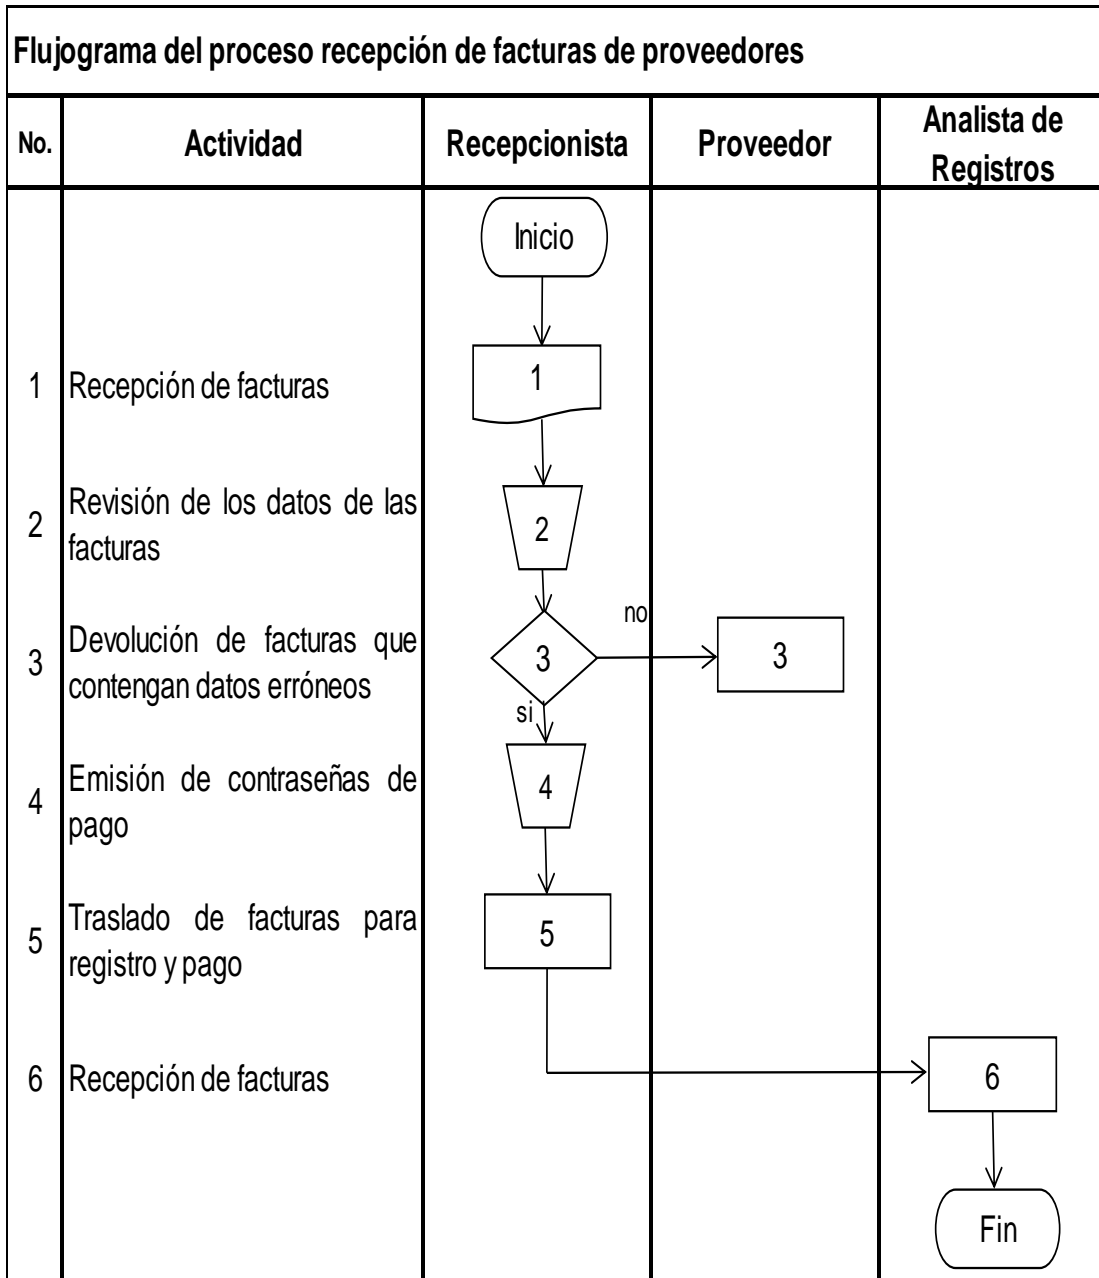 Flujograma del proceso recepción de facturas de proveedores
No. Actividad Recepcionista Proveedor Analista de
Registros
Inicio
1 Recepción de facturas 1
2 Revisión de los datos de las
facturas 2
no
3 Devolución de facturas que
contengan datos erróneos 3 3
si
4 Emisión de contraseñas de
pago 4
5 Traslado de facturas para
registro y pago 5
6 Recepción de facturas 6
Fin